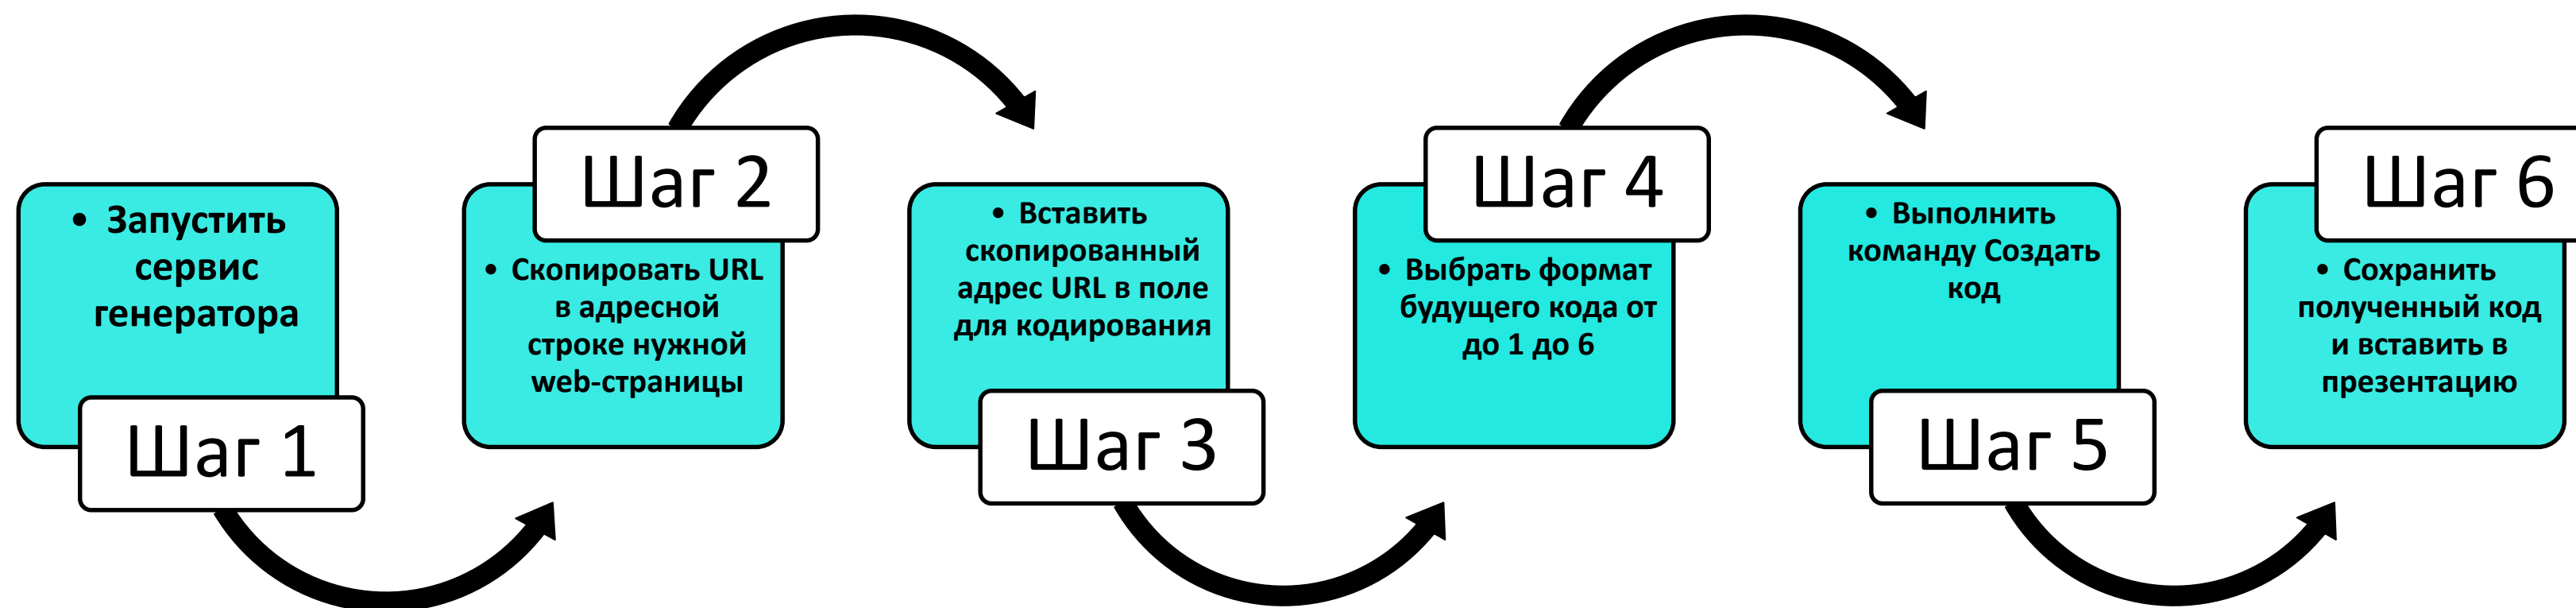 • Запустить
сервис
генератора
Шаг 1
Шаг 2
• Скопировать URL
в адресной
строке нужной
web-страницы
• Вставить
скопированный
адрес URL в поле
для кодирования
Шаг 3
Шаг 4
• Выбрать формат
будущего кода от
до 1 до 6
• Выполнить
команду Создать
код
Шаг 5
Шаг 6
• Сохранить
полученный код
и вставить в
презентацию